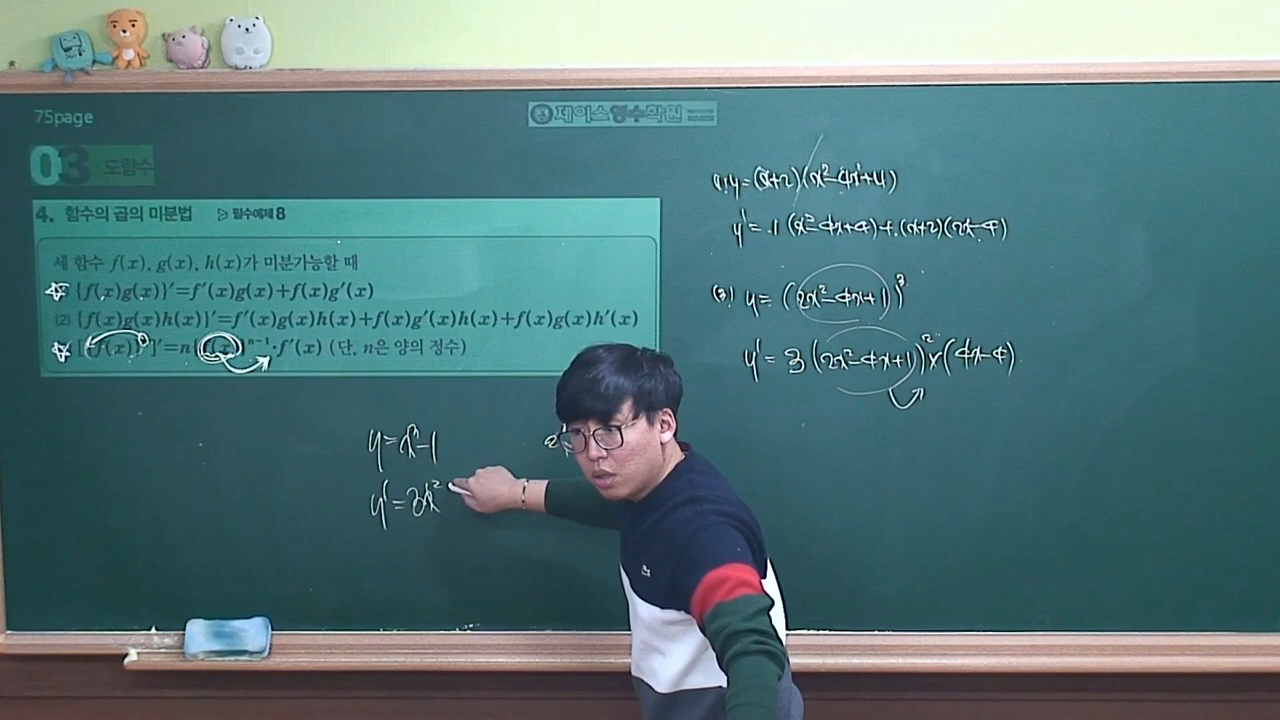 75page
제이스영수학원
03 도함수
4. 함수의 곱의 미분법 ▷ 필수예제 8
세 함수 f(x), g(x), h(x)가 미분가능할 때
{f(x)g(x)}′=f′(x)g(x)+f(x)g′(x)
(2) {f(x)g(x)h(x)}′=f′(x)g(x)h(x)+f(x)g′(x)h(x)+f(x)g(x)h′(x)
[{f(x)}ⁿ]′=n{f(x)}ⁿ⁻¹·f′(x) (단, n은 양의 정수)
y=(x+2)(x²-4x+4)
y′=1(x²-4x+4)+(x+2)(2x-4)
(3) y=(2x²-4x+1)³
y′=3(2x²-4x+1)²×(4x-4)
y=x³-1
y′=3x²